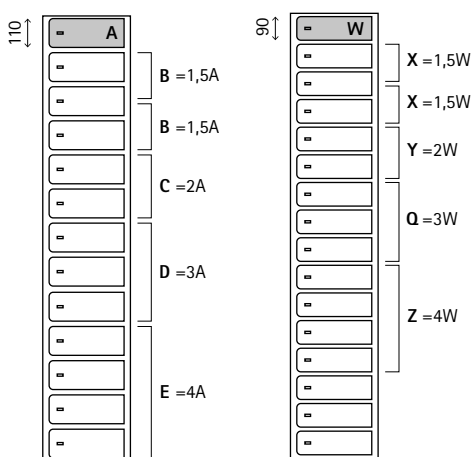 110
A
B =1,5A
B =1,5A
C =2A
D =3A
E =4A
90
W
X =1,5W
X =1,5W
Y =2W
Q =3W
Z =4W